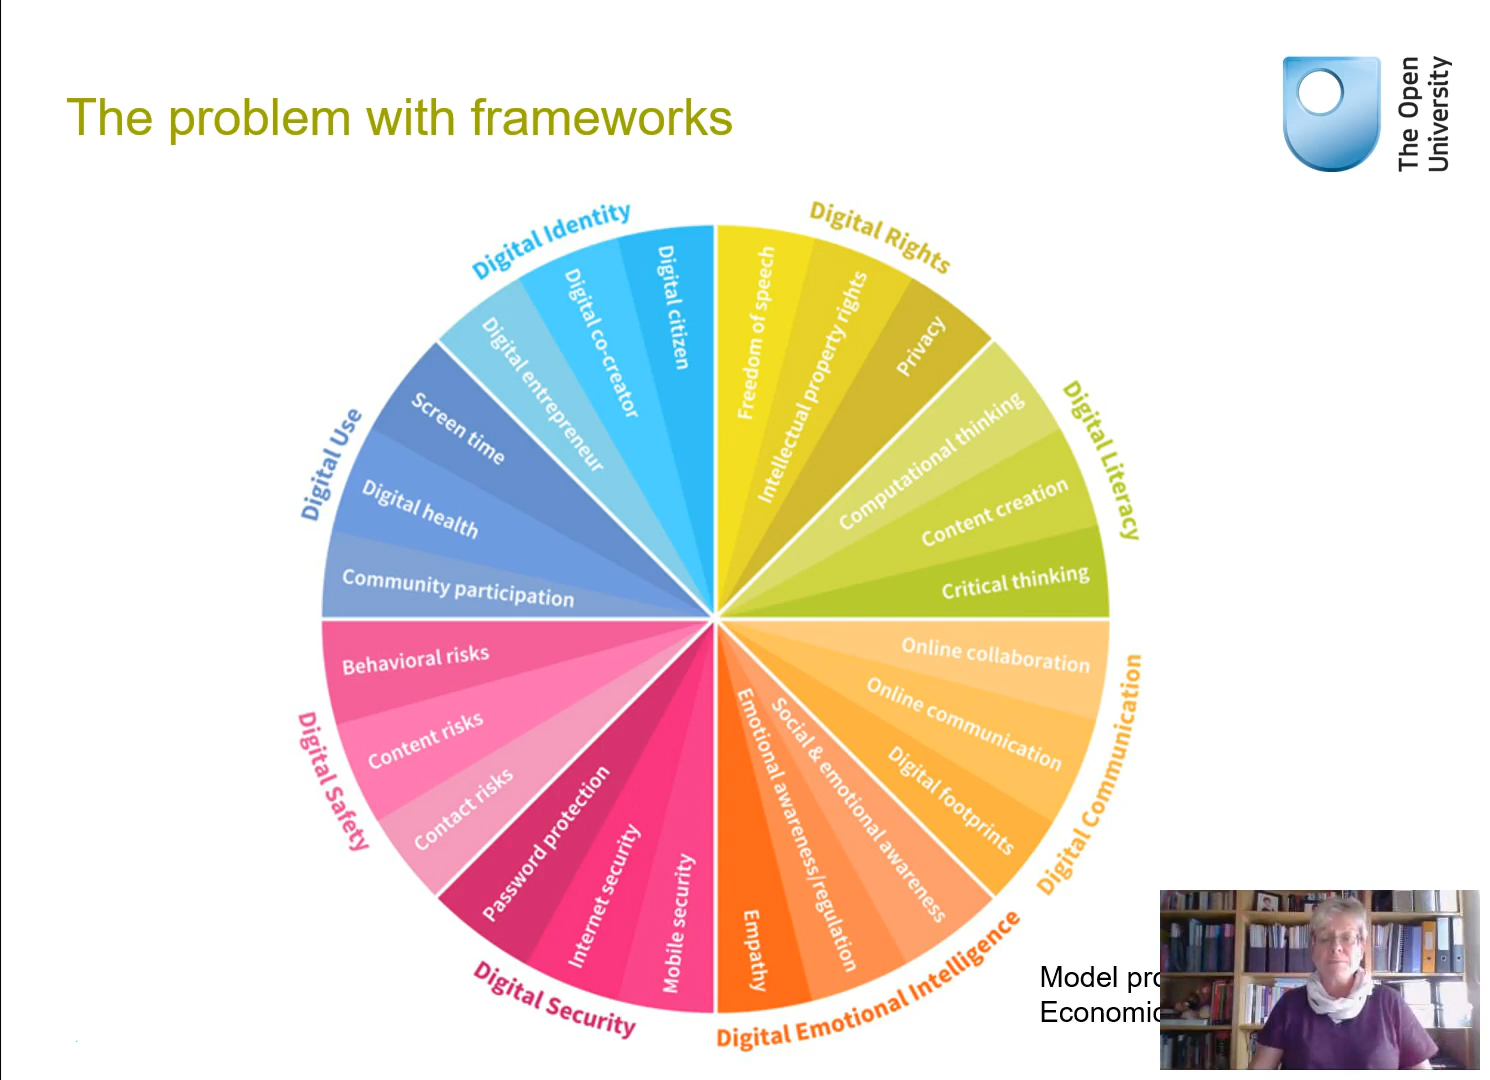 The problem with frameworks
The Open
University
Digital Identity
Digital Rights
Digital citizen
Digital co-creator
Digital entrepreneur
Freedom of speech
Intellectual property rights
Privacy
Digital Use
Screen time
Digital health
Community participation
Digital Literacy
Computational thinking
Content creation
Critical thinking
Digital Safety
Behavioral risks
Content risks
Contact risks
Digital Communication
Online collaboration
Online communication
Digital footprints
Digital Security
Password protection
Internet security
Mobile security
Digital Emotional Intelligence
Social & emotional awareness
Emotional awareness/regulation
Empathy
Model